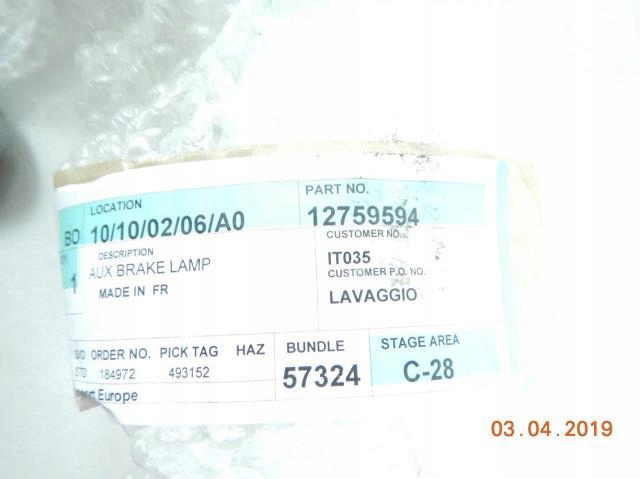 LOCATION
BO 10/10/02/06/A0
PART NO.
12759594
DESCRIPTION
1 AUX BRAKE LAMP
MADE IN FR
CUSTOMER NO.
IT035
CUSTOMER P.O. NO.
LAVAGGIO
ORDER NO. PICK TAG HAZ
184972 493152
BUNDLE
57324
STAGE AREA
C-28
Europe
03.04.2019